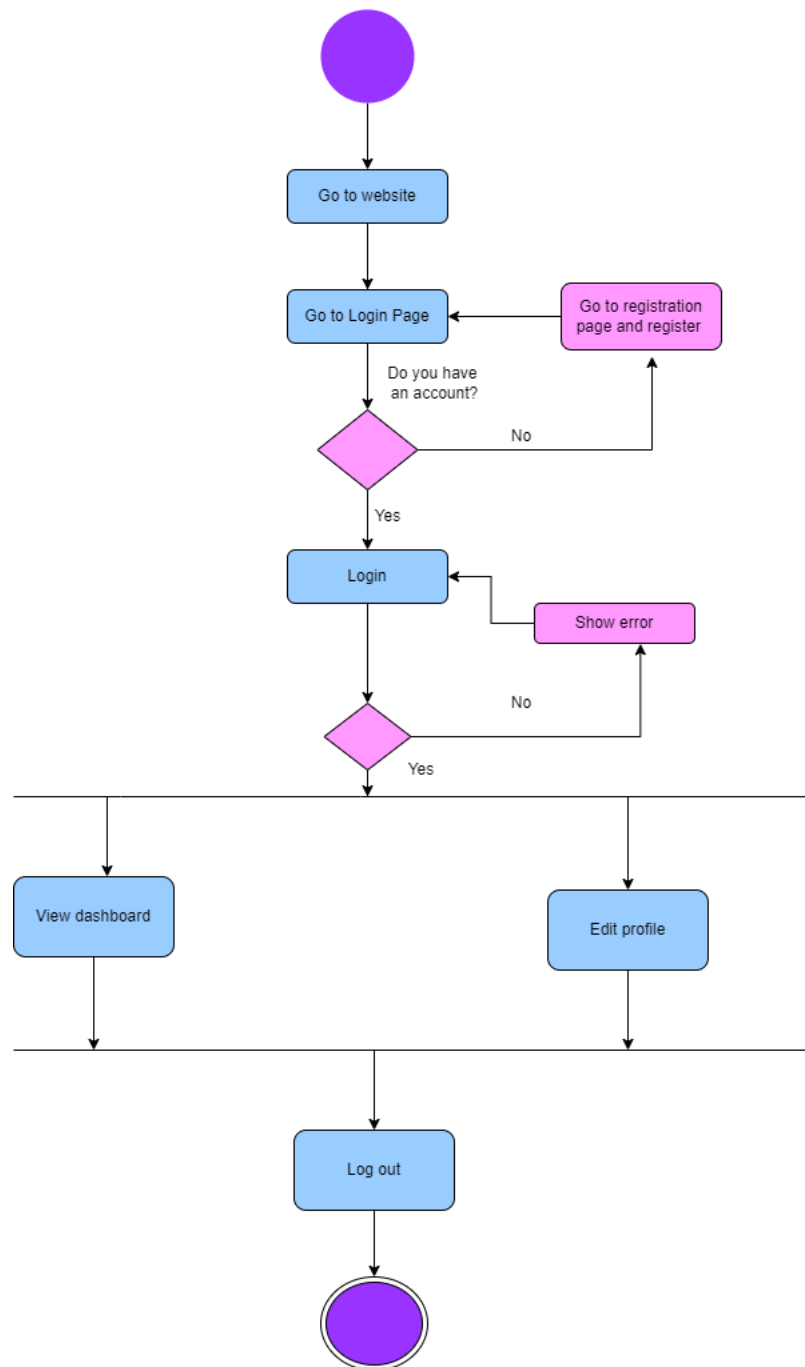 Go to website
Go to Login Page
Go to registration
page and register
Do you have
an account?
No
Yes
Login
Show error
No
Yes
View dashboard
Edit profile
Log out